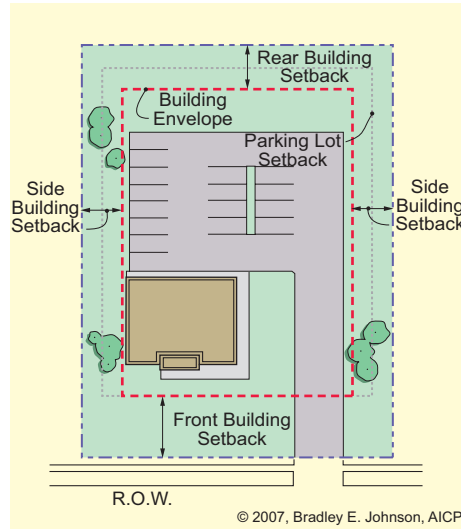 Rear Building
Setback
Building
Envelope
Parking Lot
Setback
Side
Building
Setback
Side
Building
Setback
Front Building
Setback
R.O.W.
© 2007, Bradley E. Johnson, AICP